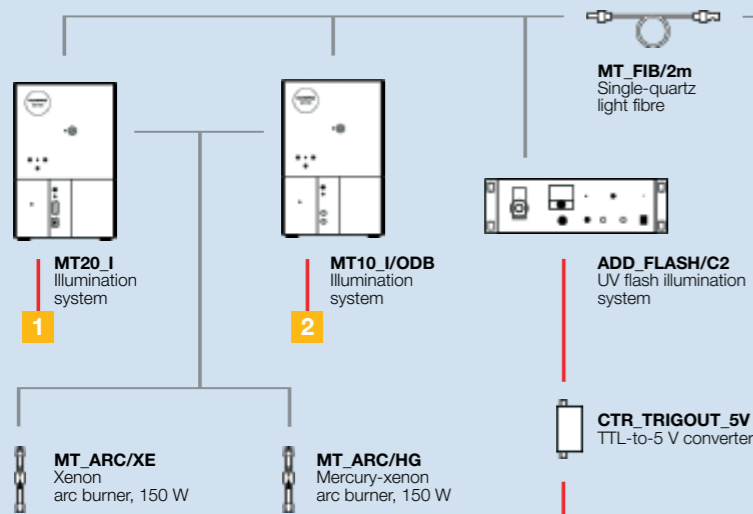 MT_FIB/2m
Single-quartz
light fibre
MT20_I
Illumination
system
1
MT10_I/ODB
Illumination
system
2
ADD_FLASH/C2
UV flash illumination
system
CTR_TRIGOUT_5V
TTL-to-5 V converter
MT_ARC/XE
Xenon
arc burner, 150 W
MT_ARC/HG
Mercury-xenon
arc burner, 150 W